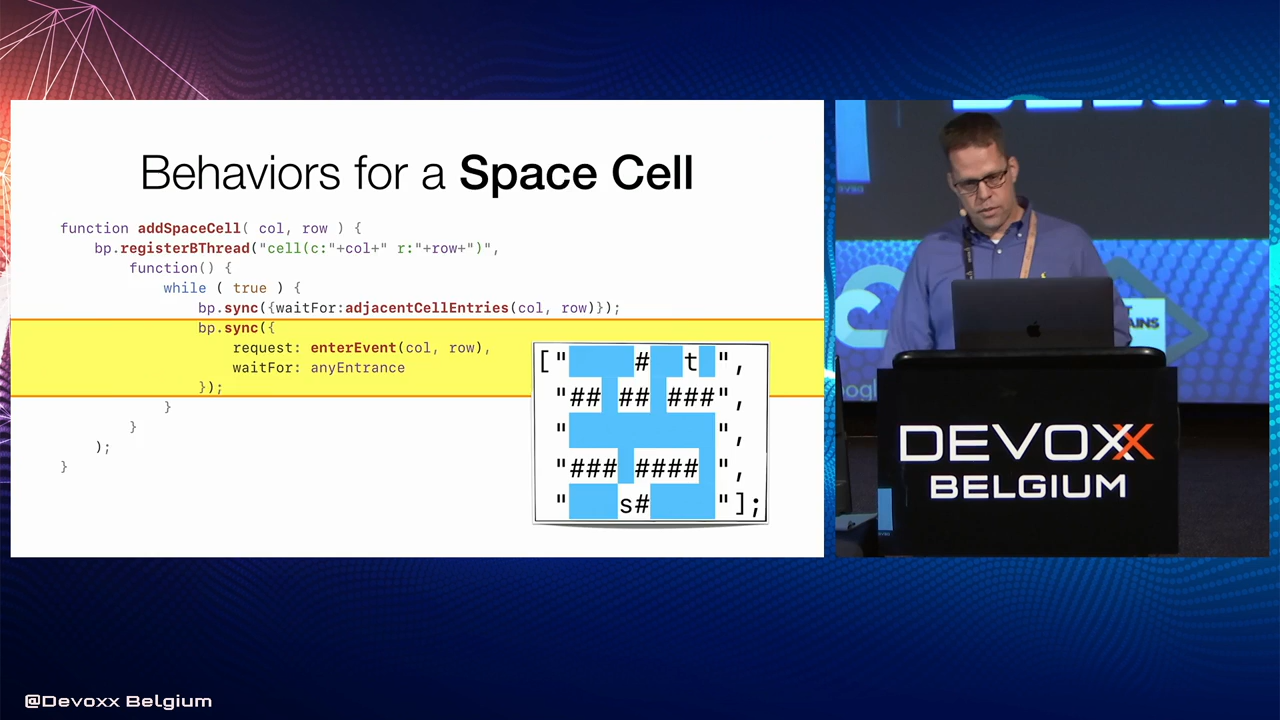 Behaviors for a Space Cell
function addSpaceCell( col, row ) {
bp.registerBThread("cell(c:"+col+" r:"+row+")",
function() {
while ( true ) {
bp.sync({waitFor:adjacentCellEntries(col, row)});
bp.sync({
request: enterEvent(col, row),
waitFor: anyEntrance
});
}
}
);
}
["    #  t ",
"## ## ###",
"         ",
"### #### ",
"   s#    "];
DEVOXX
BELGIUM
@Devoxx Belgium